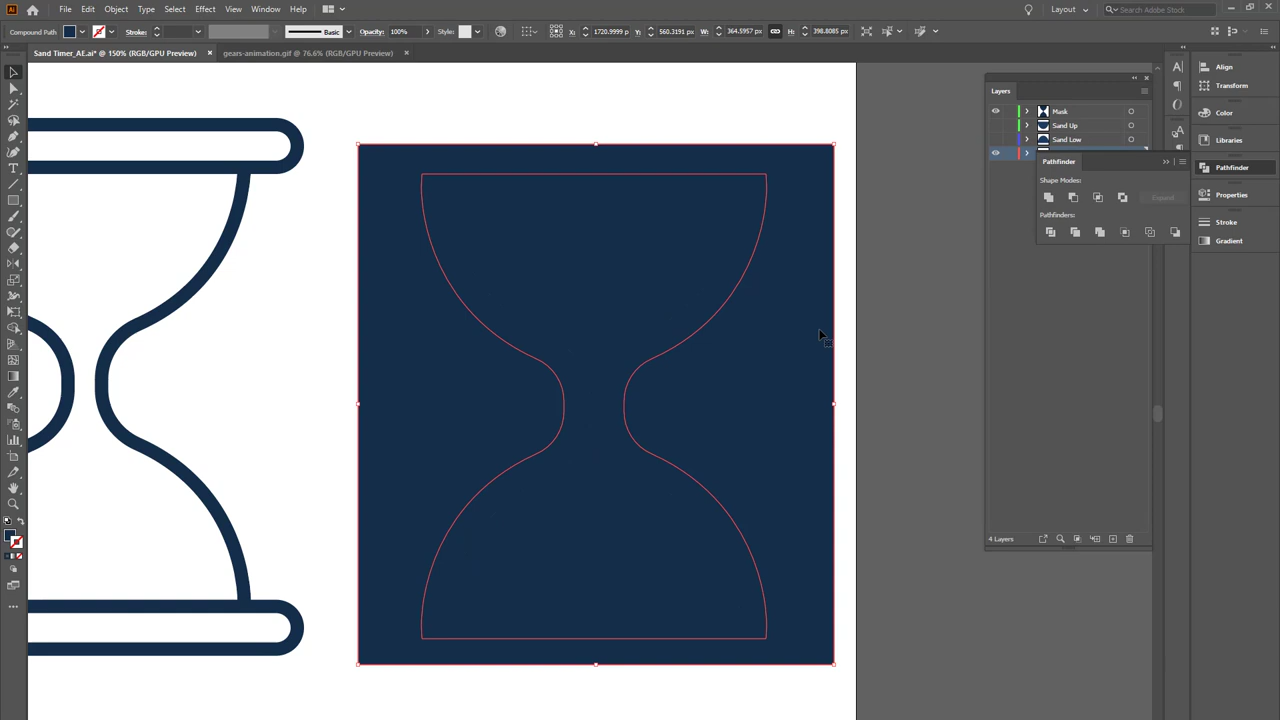 Ai File Edit Object Type Select Effect View Window Help Layout Search Adobe Stock
Compound Path Stroke: Basic Opacity: 100% Style: X: 1720.9999 p Y: 560.3191 px W: 364.5957 px H: 398.8085 px
Sand Timer_AE.ai* @ 150% (RGB/GPU Preview) × gears-animation.gif @ 76.6% (RGB/GPU Preview) ×
Layers
Mask
Sand Up
Sand Low
Pathfinder
Shape Modes:
Expand
Pathfinders:
4 Layers
Align
Transform
Color
Libraries
Pathfinder
Properties
Stroke
Gradient